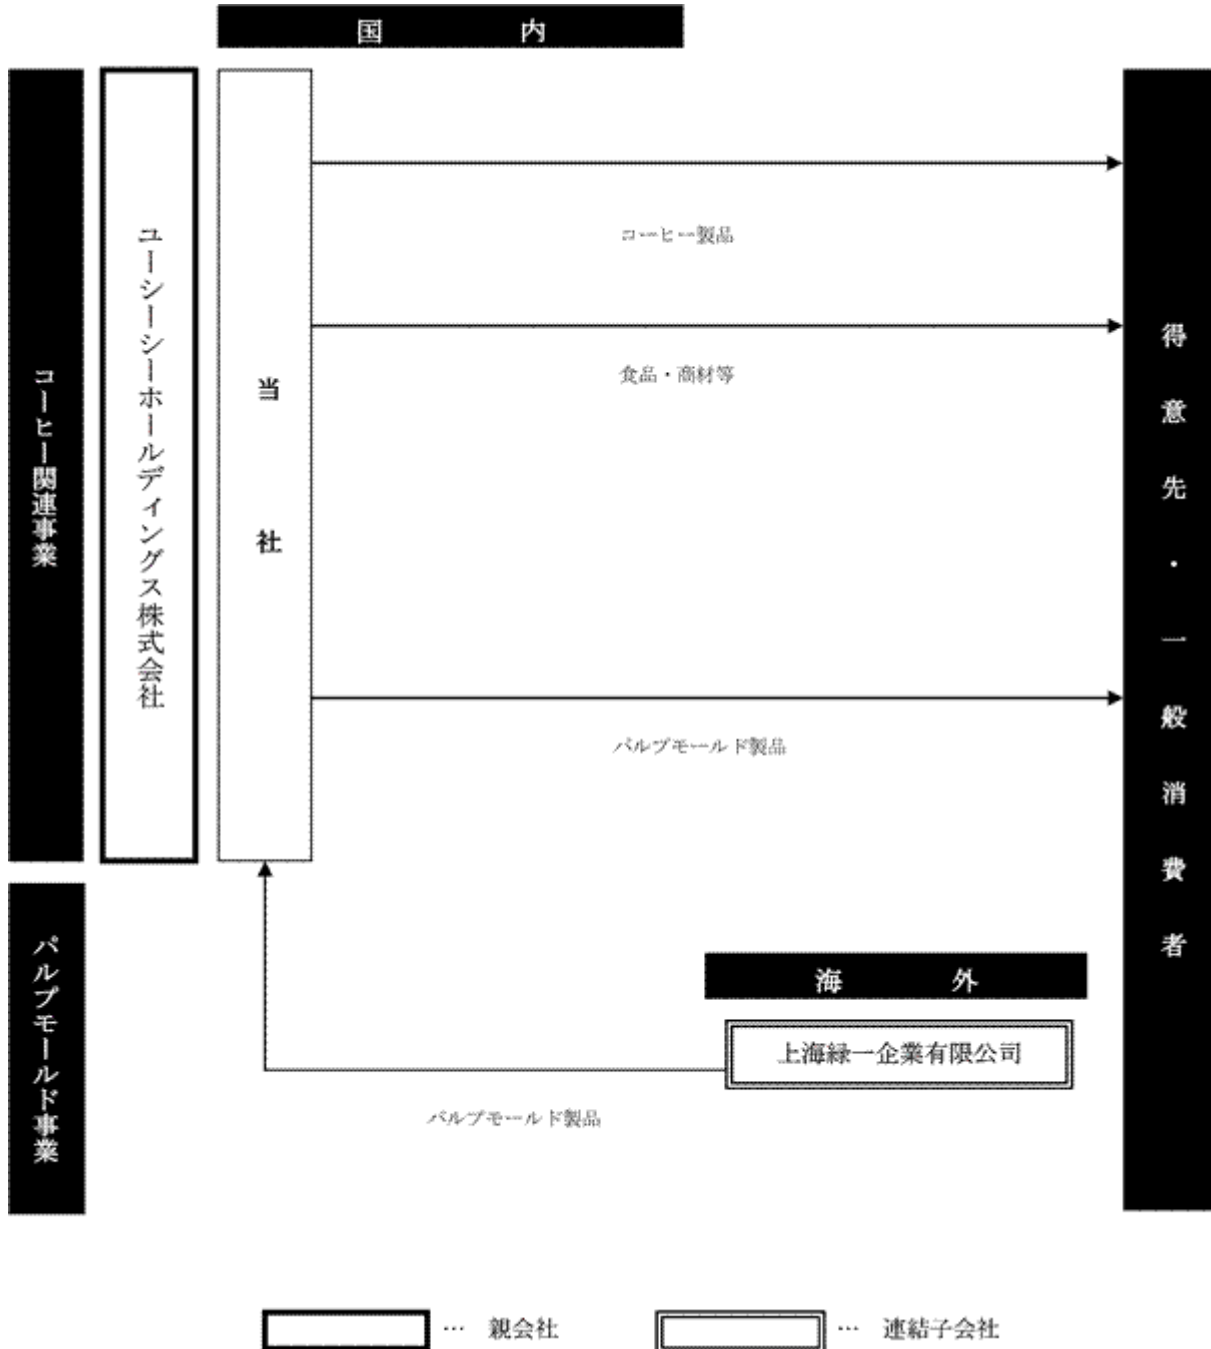 国内
コーヒー関連事業
ユーシーシーホールディングス株式会社
当社
コーヒー製品
食品・商材等
パルプモールド製品
得意先・一般消費者
パルプモールド事業
海外
上海緑一企業有限公司
パルプモールド製品
… 親会社
… 連結子会社